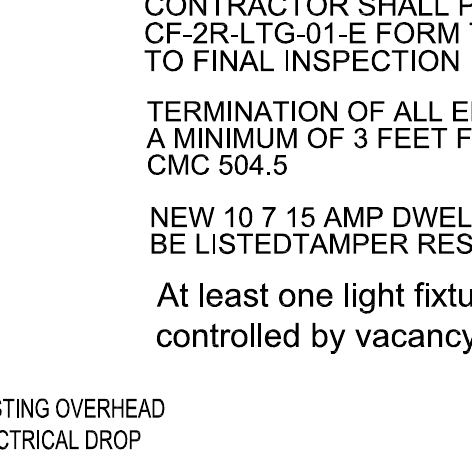 CONTRACTOR SHALL P
CF-2R-LTG-01-E FORM
TO FINAL INSPECTION
TERMINATION OF ALL E
A MINIMUM OF 3 FEET F
CMC 504.5
NEW 10 7 15 AMP DWEL
BE LISTEDTAMPER RES
At least one light fixtu
controlled by vacancy
STING OVERHEAD
CTRICAL DROP